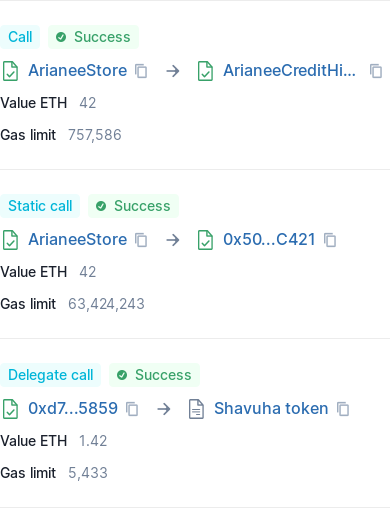 Call Success
ArianeeStore → ArianeeCreditHi...
Value ETH 42
Gas limit 757,586
Static call Success
ArianeeStore → 0x50...C421
Value ETH 42
Gas limit 63,424,243
Delegate call Success
0xd7...5859 → Shavuha token
Value ETH 1.42
Gas limit 5,433